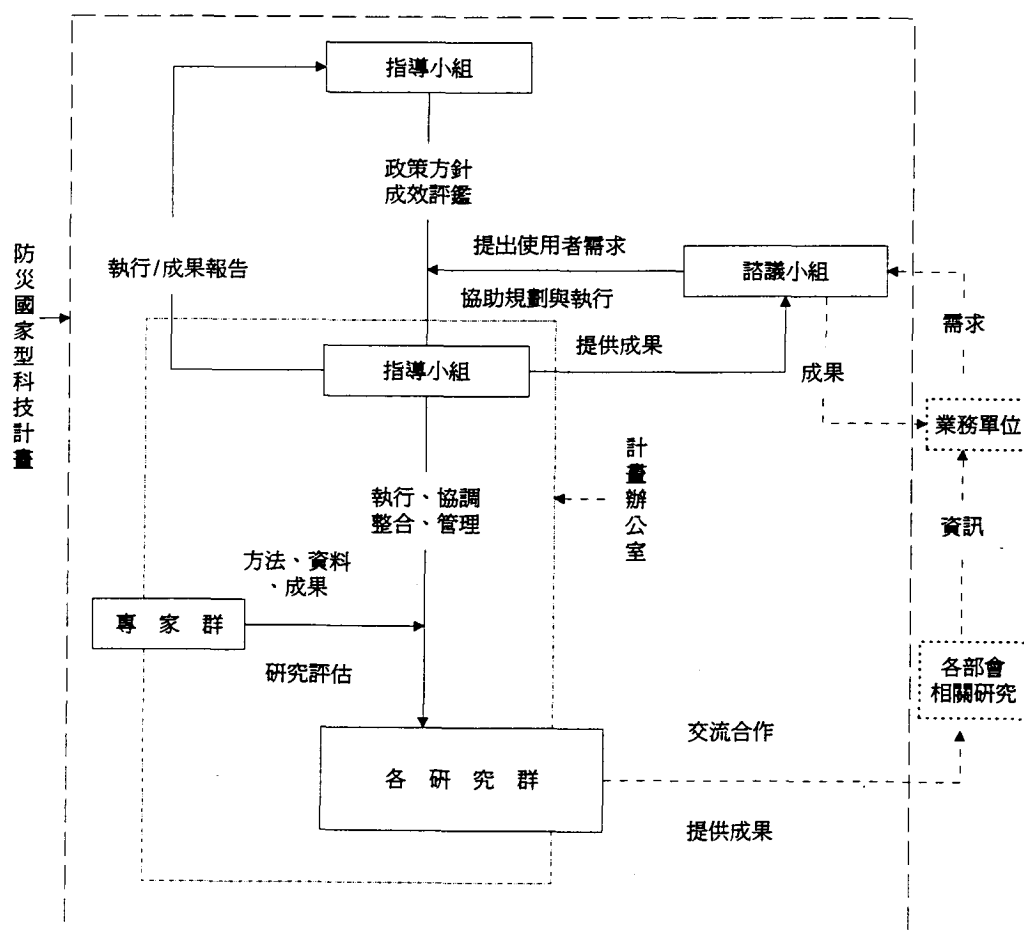 指導小組
政策方針
成效評鑑
防災國家型科技計畫
執行/成果報告
提出使用者需求
諮議小組
協助規劃與執行
需求
指導小組
提供成果
成果
業務單位
計畫辦公室
執行、協調
整合、管理
資訊
方法、資料
、成果
專家群
研究評估
各部會
相關研究
交流合作
各研究群
提供成果